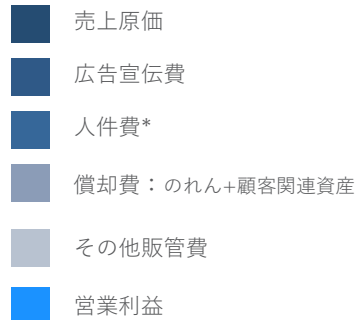 売上原価
広告宣伝費
人件費*
償却費：のれん+顧客関連資産
その他販管費
営業利益